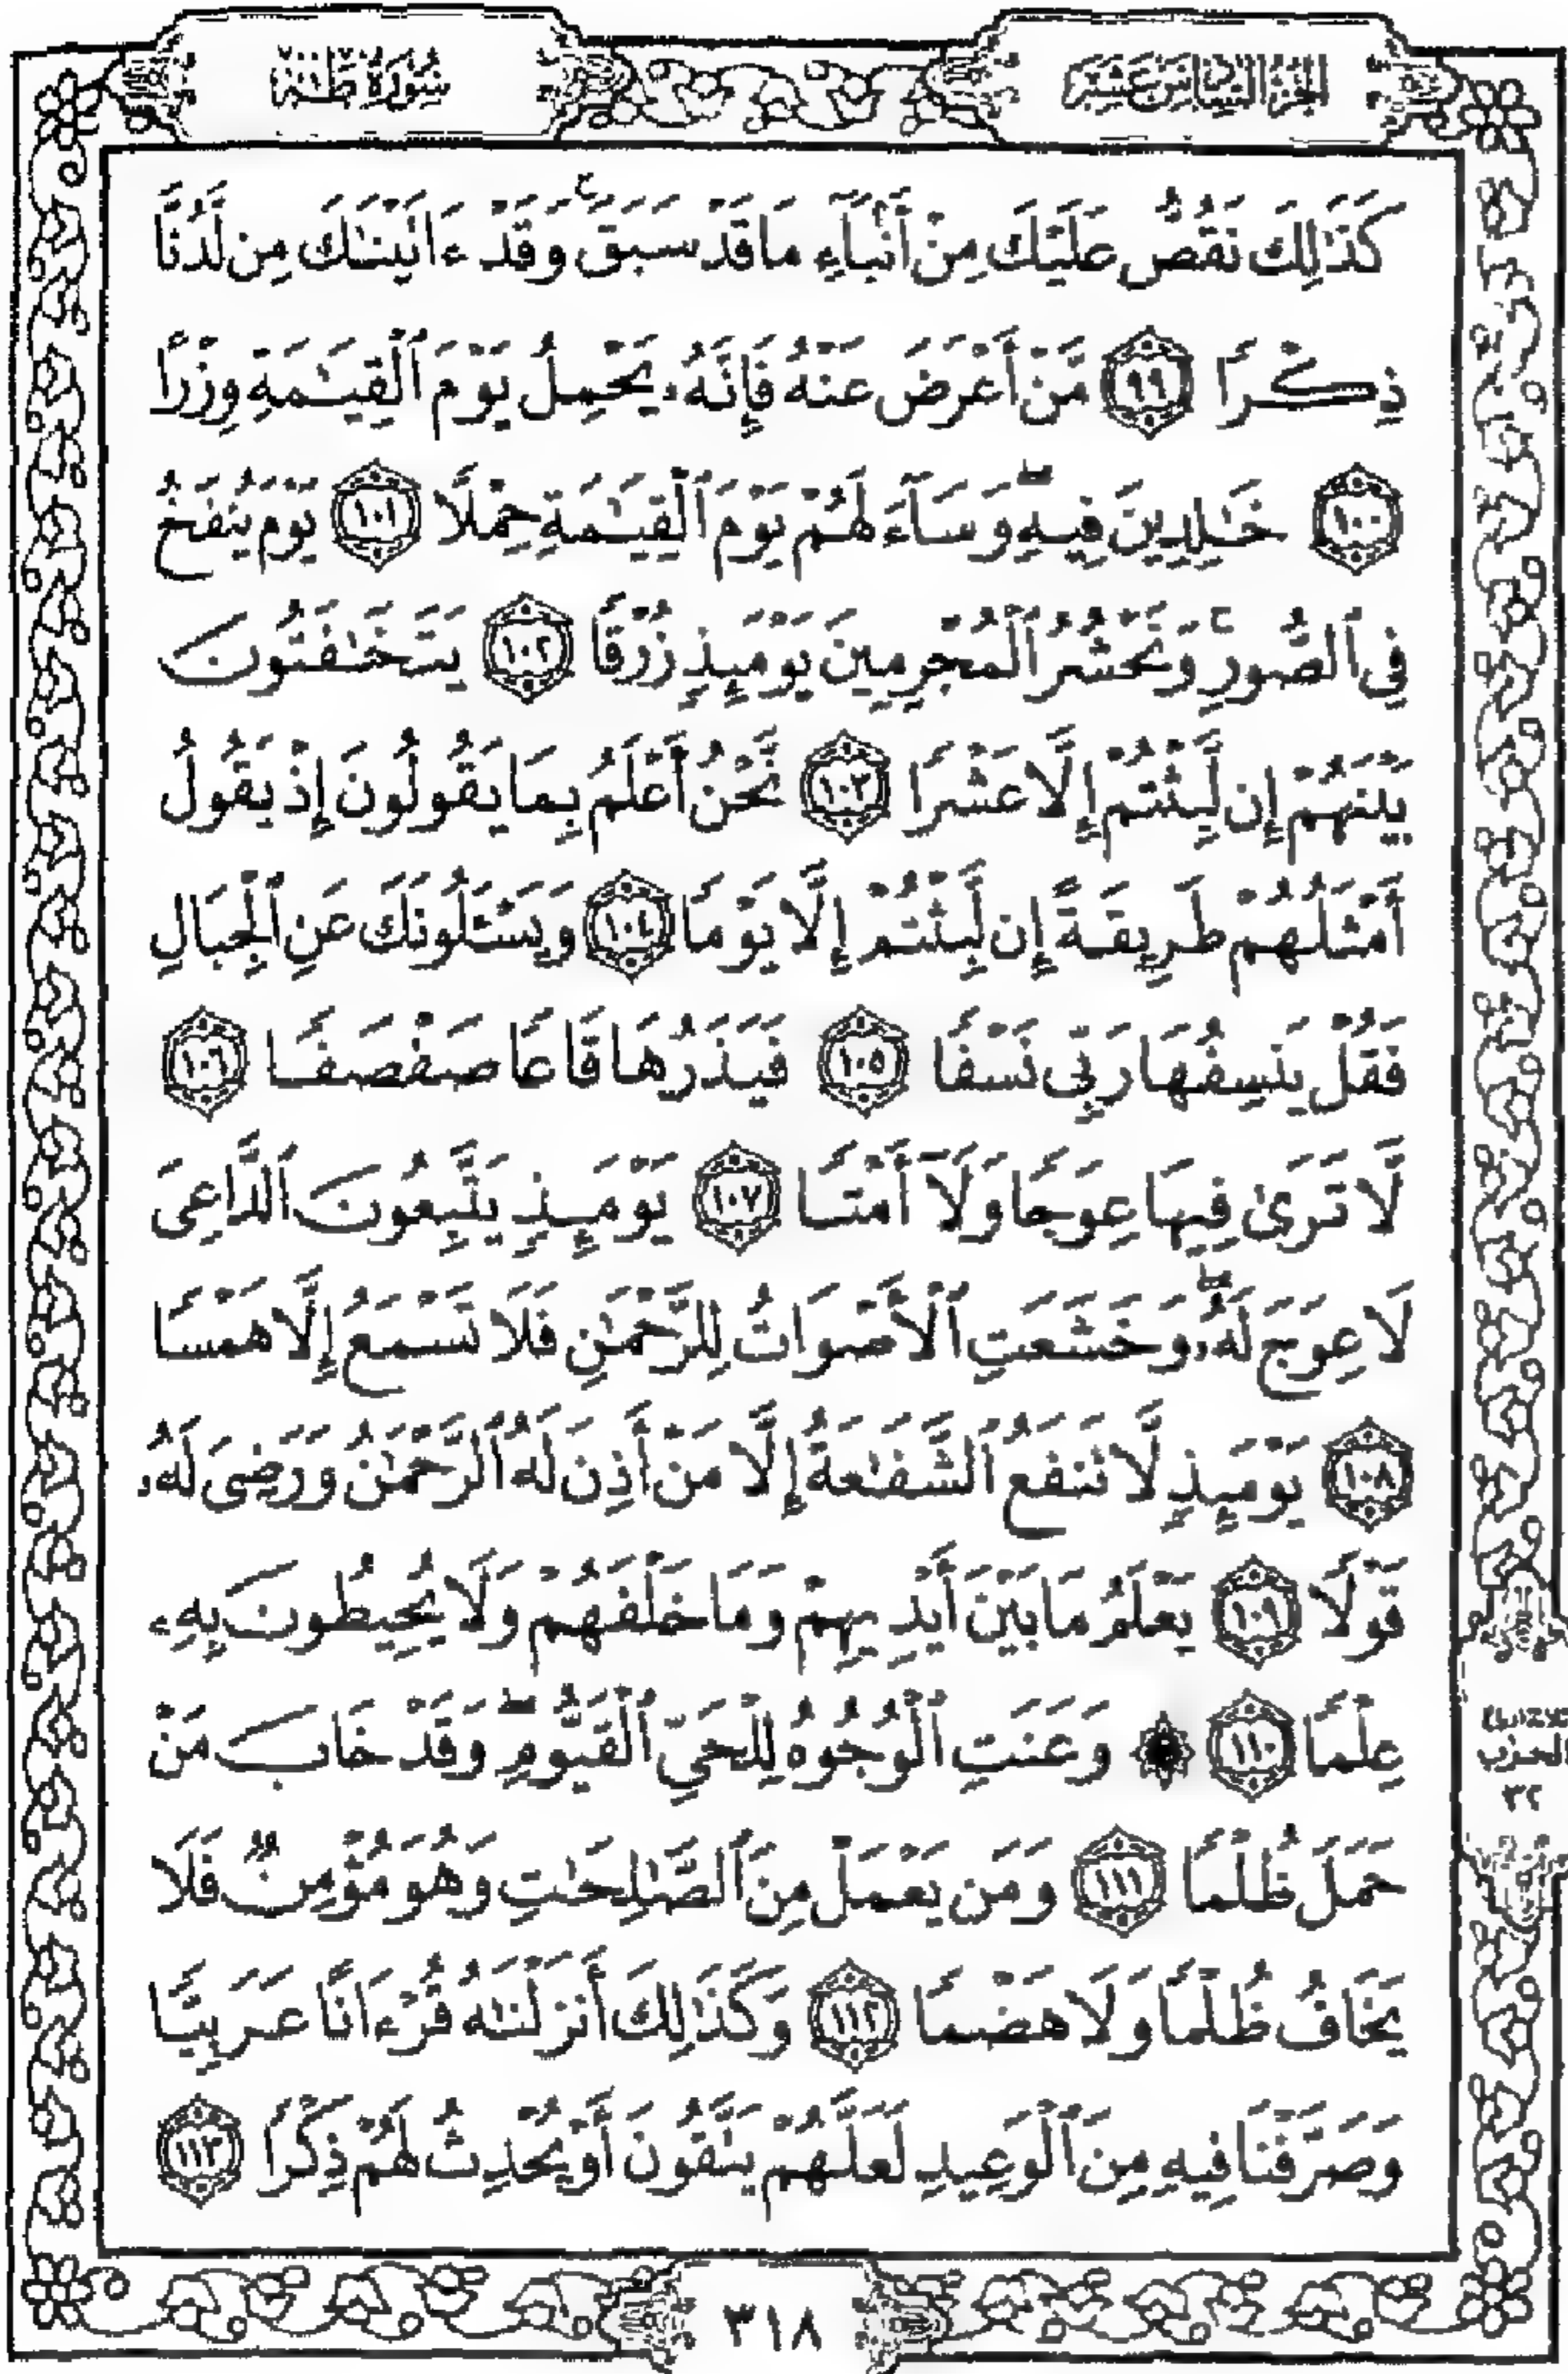 الجزء السادس عشر
سورة طه
كَذَٰلِكَ نَقُصُّ عَلَيْكَ مِنْ أَنۢبَآءِ مَا قَدْ سَبَقَ ۚ وَقَدْ ءَاتَيْنَٰكَ مِن لَّدُنَّا
ذِكْرًا ﴿٩٩﴾ مَّنْ أَعْرَضَ عَنْهُ فَإِنَّهُۥ يَحْمِلُ يَوْمَ ٱلْقِيَٰمَةِ وِزْرًا
﴿١٠٠﴾ خَٰلِدِينَ فِيهِ ۖ وَسَآءَ لَهُمْ يَوْمَ ٱلْقِيَٰمَةِ حِمْلًا ﴿١٠١﴾ يَوْمَ يُنفَخُ
فِى ٱلصُّورِ ۚ وَنَحْشُرُ ٱلْمُجْرِمِينَ يَوْمَئِذٍ زُرْقًا ﴿١٠٢﴾ يَتَخَٰفَتُونَ
بَيْنَهُمْ إِن لَّبِثْتُمْ إِلَّا عَشْرًا ﴿١٠٣﴾ نَّحْنُ أَعْلَمُ بِمَا يَقُولُونَ إِذْ يَقُولُ
أَمْثَلُهُمْ طَرِيقَةً إِن لَّبِثْتُمْ إِلَّا يَوْمًا ﴿١٠٤﴾ وَيَسْـَٔلُونَكَ عَنِ ٱلْجِبَالِ
فَقُلْ يَنسِفُهَا رَبِّى نَسْفًا ﴿١٠٥﴾ فَيَذَرُهَا قَاعًا صَفْصَفًا ﴿١٠٦﴾
لَّا تَرَىٰ فِيهَا عِوَجًا وَلَآ أَمْتًا ﴿١٠٧﴾ يَوْمَئِذٍ يَتَّبِعُونَ ٱلدَّاعِىَ
لَا عِوَجَ لَهُۥ ۖ وَخَشَعَتِ ٱلْأَصْوَاتُ لِلرَّحْمَٰنِ فَلَا تَسْمَعُ إِلَّا هَمْسًا
﴿١٠٨﴾ يَوْمَئِذٍ لَّا تَنفَعُ ٱلشَّفَٰعَةُ إِلَّا مَنْ أَذِنَ لَهُ ٱلرَّحْمَٰنُ وَرَضِىَ لَهُۥ
قَوْلًا ﴿١٠٩﴾ يَعْلَمُ مَا بَيْنَ أَيْدِيهِمْ وَمَا خَلْفَهُمْ وَلَا يُحِيطُونَ بِهِۦ
عِلْمًا ﴿١١٠﴾ ۞ وَعَنَتِ ٱلْوُجُوهُ لِلْحَىِّ ٱلْقَيُّومِ ۖ وَقَدْ خَابَ مَنْ
حَمَلَ ظُلْمًا ﴿١١١﴾ وَمَن يَعْمَلْ مِنَ ٱلصَّٰلِحَٰتِ وَهُوَ مُؤْمِنٌ فَلَا
يَخَافُ ظُلْمًا وَلَا هَضْمًا ﴿١١٢﴾ وَكَذَٰلِكَ أَنزَلْنَٰهُ قُرْءَانًا عَرَبِيًّا
وَصَرَّفْنَا فِيهِ مِنَ ٱلْوَعِيدِ لَعَلَّهُمْ يَتَّقُونَ أَوْ يُحْدِثُ لَهُمْ ذِكْرًا ﴿١١٣﴾
الحزب
٣٢
٣١٨